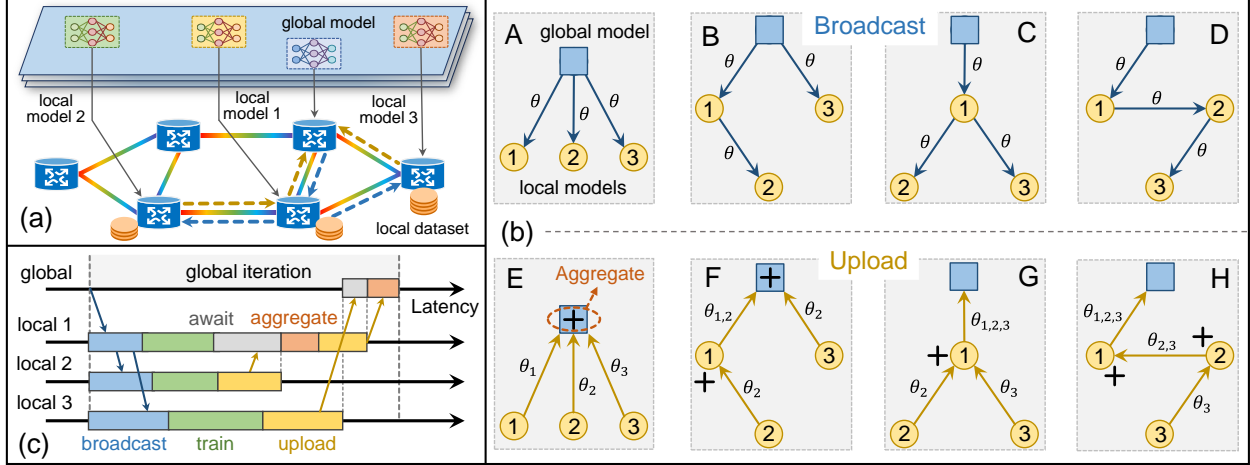 global model
local
model 2
local
model 1
local
model 3
local dataset
(a)
global
global iteration
Latency
local 1
await
aggregate
local 2
local 3
broadcast
train
upload
(c)
(b)
Broadcast
A
global model
θ
θ
θ
1
2
3
local models
B
θ
θ
1
3
θ
2
C
θ
1
θ
θ
2
3
D
θ
1
θ
2
θ
3
Upload
E
Aggregate
+
θ₁
θ₂
θ₃
1
2
3
F
+
θ₁,₂
θ₂
1
3
+
θ₂
2
G
θ₁,₂,₃
+
1
θ₂
θ₃
2
3
H
θ₁,₂,₃
+
1
θ₂,₃
2
+
θ₃
3